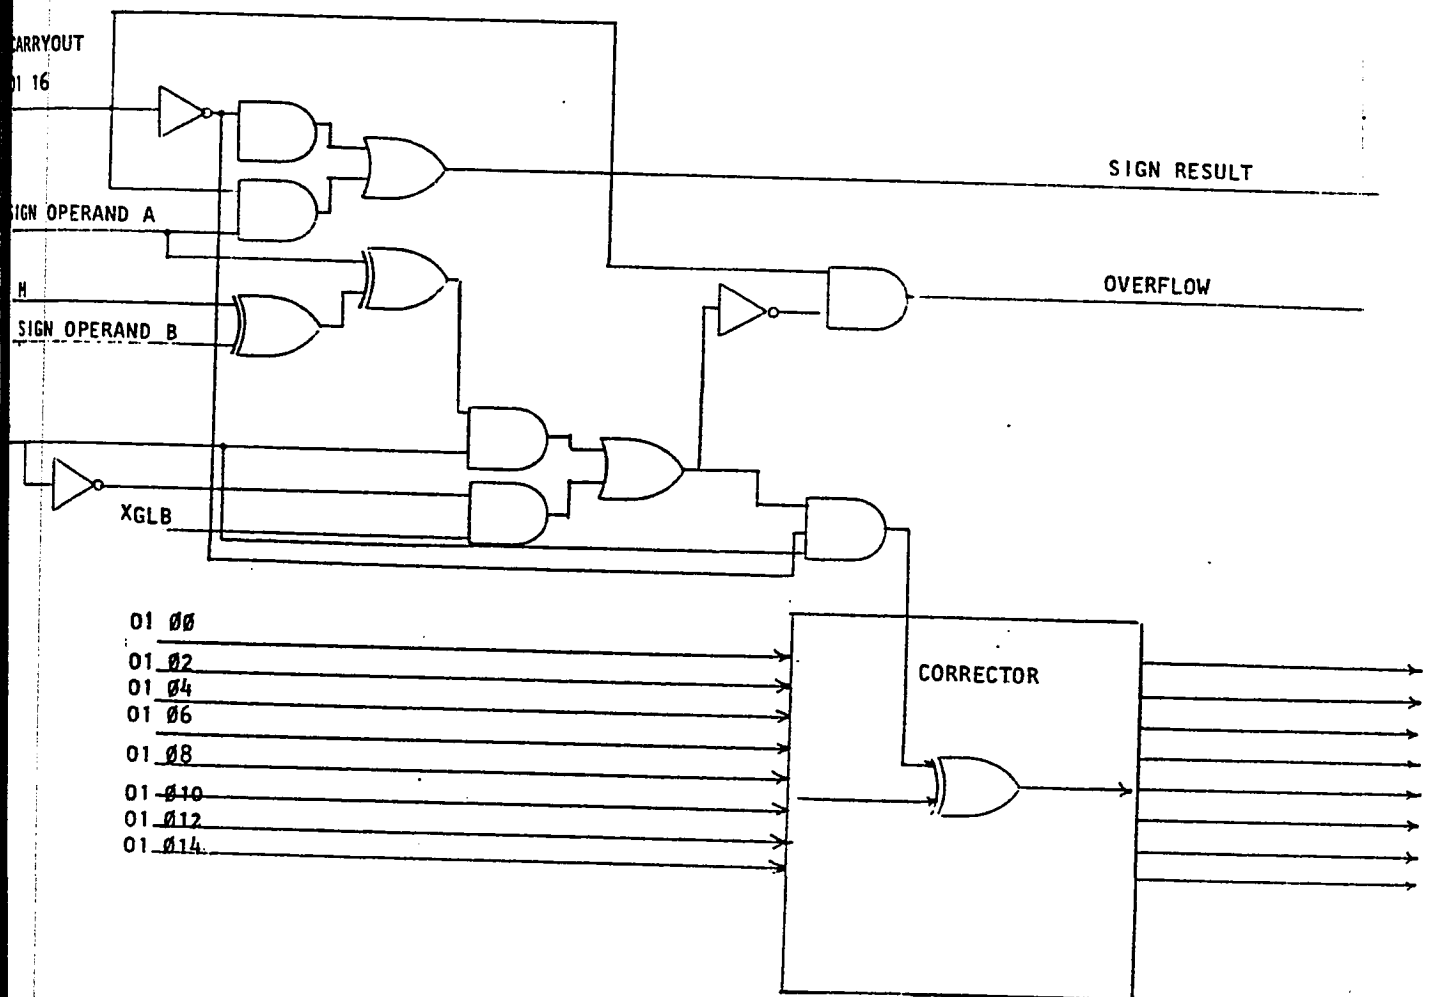 CARRYOUT
01 16
SIGN RESULT
SIGN OPERAND A
M
OVERFLOW
SIGN OPERAND B
XGLB
01 Ø0
01 Ø2
CORRECTOR
01 Ø4
01 Ø6
01 Ø8
01 Ø10
01 Ø12
01 Ø14